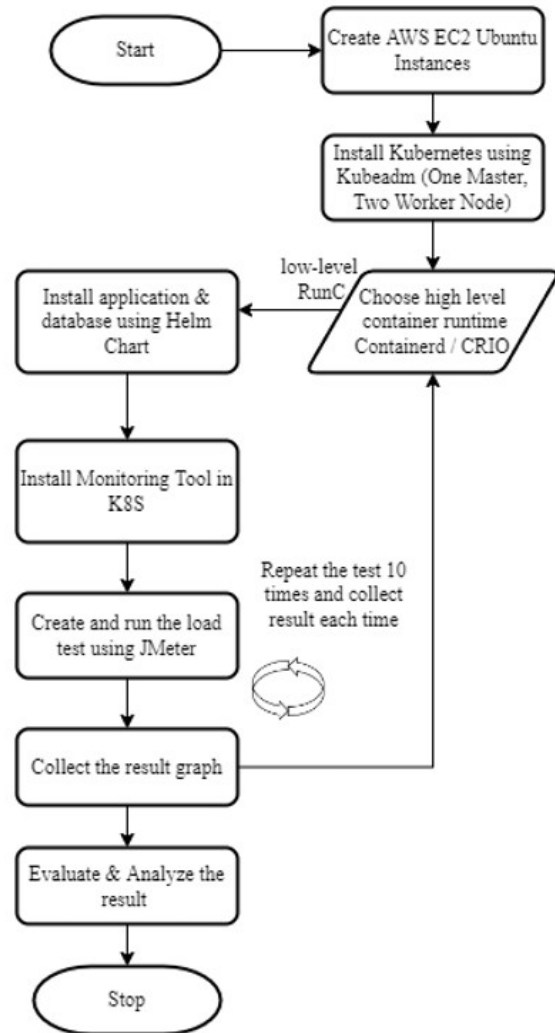 Start
Create AWS EC2 Ubuntu
Instances
Install Kubernetes using
Kubeadm (One Master,
Two Worker Node)
low-level
RunC
Choose high level
container runtime
Containerd / CRIO
Install application &
database using Helm
Chart
Install Monitoring Tool in
K8S
Repeat the test 10
times and collect
result each time
Create and run the load
test using JMeter
Collect the result graph
Evaluate & Analyze the
result
Stop